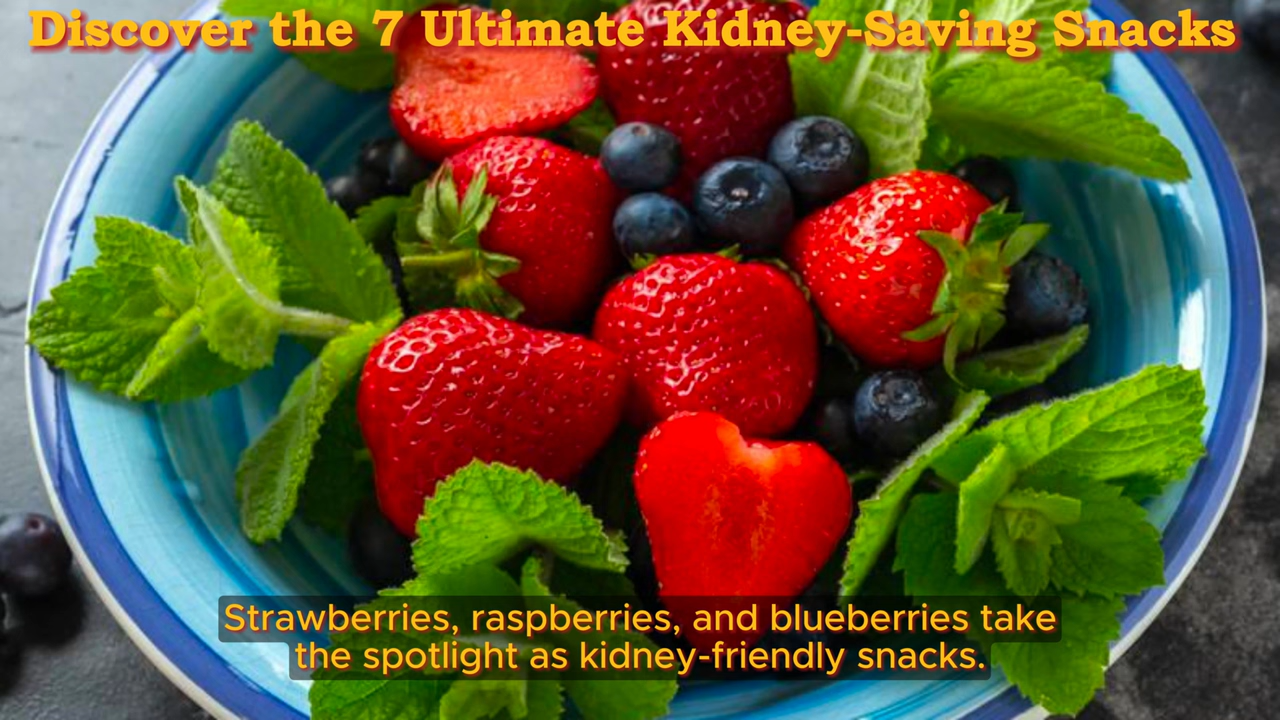 Discover the 7 Ultimate Kidney-Saving Snacks
Strawberries, raspberries, and blueberries take
the spotlight as kidney-friendly snacks.